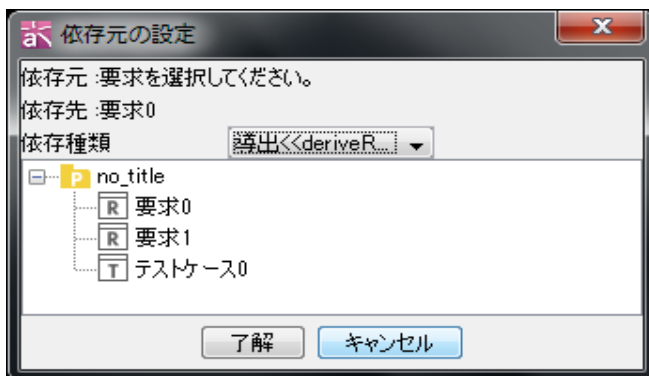 依存元の設定
依存元 :要求を選択してください。
依存先 :要求0
依存種類 導出<<deriveR...
P no_title
R 要求0
R 要求1
T テストケース0
了解 キャンセル